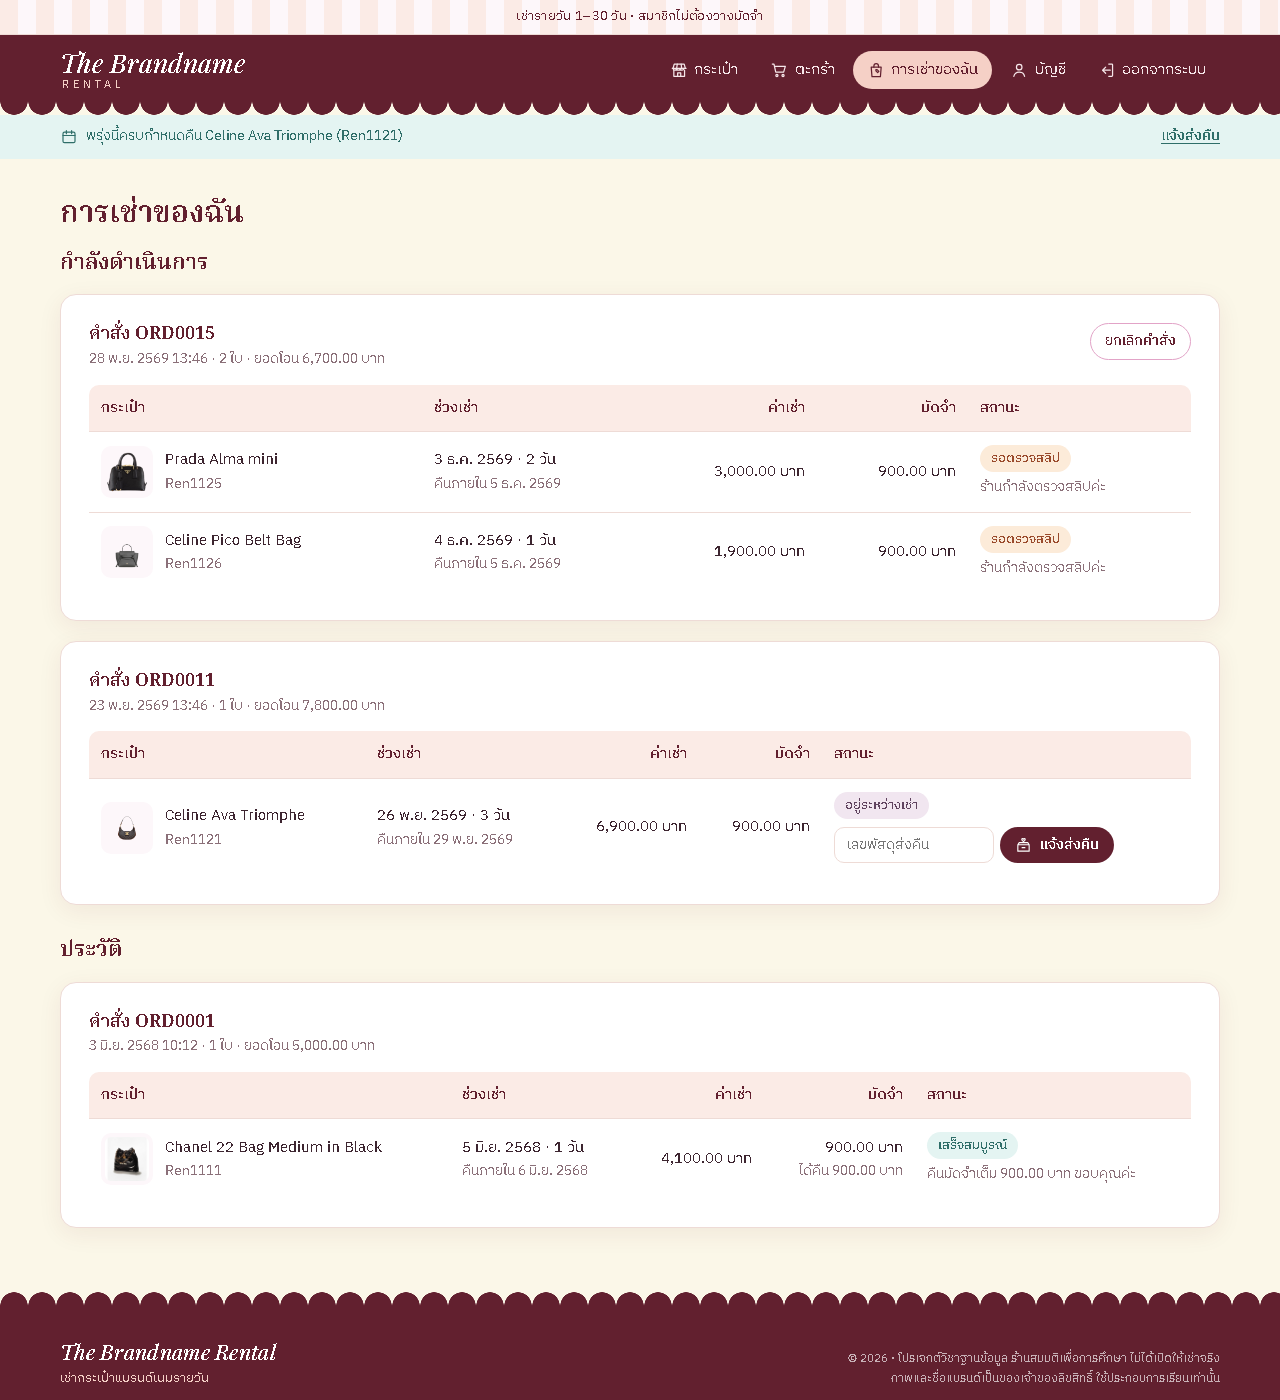 เช่ารายวัน 1–30 วัน · สมาชิกไม่ต้องวางมัดจำ
The Brandname
RENTAL
กระเป๋า
ตะกร้า
การเช่าของฉัน
บัญชี
ออกจากระบบ
พรุ่งนี้ครบกำหนดคืน Celine Ava Triomphe (Ren1121)
แจ้งส่งคืน
การเช่าของฉัน
กำลังดำเนินการ
คำสั่ง ORD0015
28 พ.ย. 2569 13:46 · 2 ใบ · ยอดโอน 6,700.00 บาท
ยกเลิกคำสั่ง
กระเป๋า ช่วงเช่า ค่าเช่า มัดจำ สถานะ
Prada Alma mini
Ren1125
3 ธ.ค. 2569 · 2 วัน
คืนภายใน 5 ธ.ค. 2569
3,000.00 บาท
900.00 บาท
รอตรวจสลิป
ร้านกำลังตรวจสลิปค่ะ
Celine Pico Belt Bag
Ren1126
4 ธ.ค. 2569 · 1 วัน
คืนภายใน 5 ธ.ค. 2569
1,900.00 บาท
900.00 บาท
รอตรวจสลิป
ร้านกำลังตรวจสลิปค่ะ
คำสั่ง ORD0011
23 พ.ย. 2569 13:46 · 1 ใบ · ยอดโอน 7,800.00 บาท
กระเป๋า ช่วงเช่า ค่าเช่า มัดจำ สถานะ
Celine Ava Triomphe
Ren1121
26 พ.ย. 2569 · 3 วัน
คืนภายใน 29 พ.ย. 2569
6,900.00 บาท
900.00 บาท
อยู่ระหว่างเช่า
เลขพัสดุส่งคืน
แจ้งส่งคืน
ประวัติ
คำสั่ง ORD0001
3 มิ.ย. 2568 10:12 · 1 ใบ · ยอดโอน 5,000.00 บาท
กระเป๋า ช่วงเช่า ค่าเช่า มัดจำ สถานะ
Chanel 22 Bag Medium in Black
Ren1111
5 มิ.ย. 2568 · 1 วัน
คืนภายใน 6 มิ.ย. 2568
4,100.00 บาท
900.00 บาท
ได้คืน 900.00 บาท
เสร็จสมบูรณ์
คืนมัดจำเต็ม 900.00 บาท ขอบคุณค่ะ
The Brandname Rental
เช่ากระเป๋าแบรนด์เนมรายวัน
© 2026 · โปรเจกต์วิชาฐานข้อมูล ร้านสมมติเพื่อการศึกษา ไม่ได้เปิดให้เช่าจริง
ภาพและชื่อแบรนด์เป็นของเจ้าของลิขสิทธิ์ ใช้ประกอบการเรียนเท่านั้น